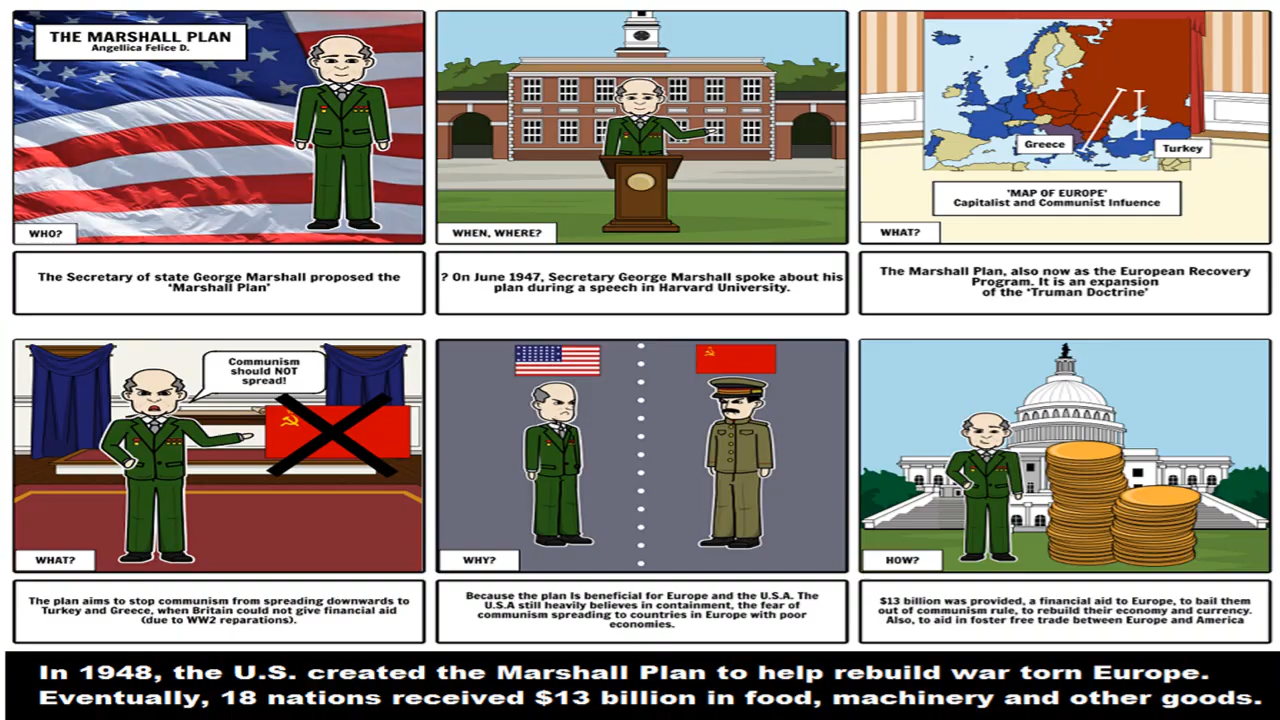 THE MARSHALL PLAN
Angellica Felice D.
WHO?
The Secretary of state George Marshall proposed the
'Marshall Plan'
WHEN, WHERE?
? On June 1947, Secretary George Marshall spoke about his
plan during a speech in Harvard University.
Greece
Turkey
'MAP OF EUROPE'
Capitalist and Communist Infuence
WHAT?
The Marshall Plan, also now as the European Recovery
Program. It is an expansion
of the 'Truman Doctrine'
Communism
should NOT
spread!
WHAT?
The plan aims to stop communism from spreading downwards to
Turkey and Greece, when Britain could not give financial aid
(due to WW2 reparations).
WHY?
Because the plan is beneficial for Europe and the U.S.A. The
U.S.A still heavily believes in containment, the fear of
communism spreading to countries in Europe with poor
economies.
HOW?
$13 billion was provided, a financial aid to Europe, to bail them
out of communism rule, to rebuild their economy and currency.
Also, to aid in foster free trade between Europe and America
In 1948, the U.S. created the Marshall Plan to help rebuild war torn Europe.
Eventually, 18 nations received $13 billion in food, machinery and other goods.